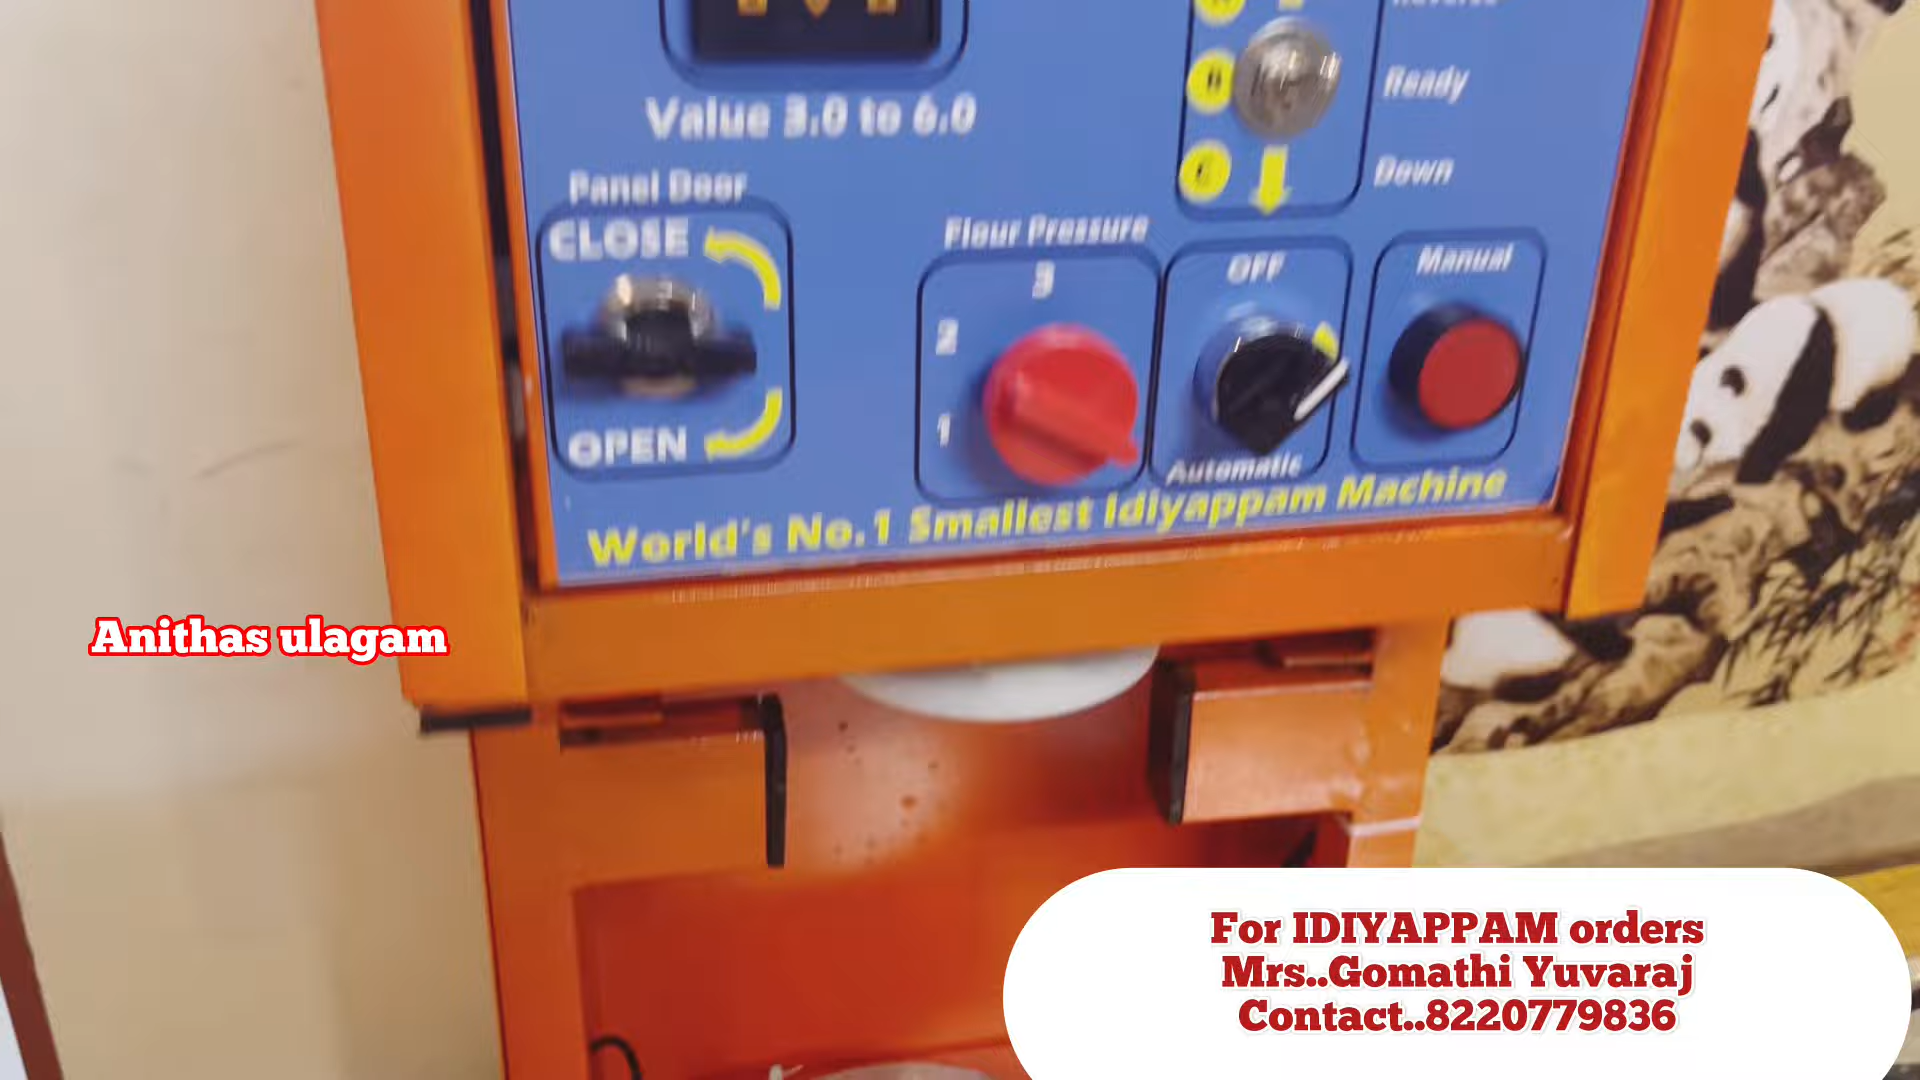 Value 3.0 to 6.0
Ready
Down
Panel Door
CLOSE
OPEN
Flour Pressure
3
2
1
OFF
Automatic
Manual
World's No.1 Smallest Idiyappam Machine
Anithas ulagam
For IDIYAPPAM orders
Mrs..Gomathi Yuvaraj
Contact..8220779836